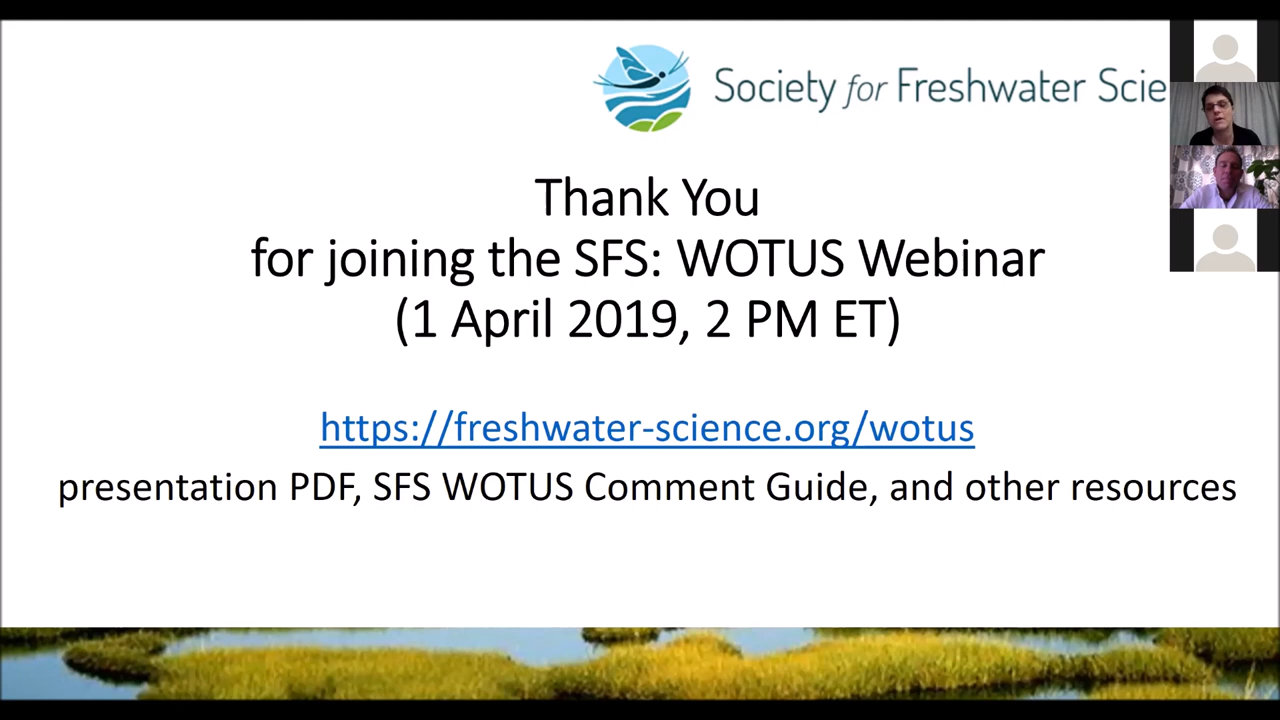 Society for Freshwater Scie
Thank You
for joining the SFS: WOTUS Webinar
(1 April 2019, 2 PM ET)
https://freshwater-science.org/wotus
presentation PDF, SFS WOTUS Comment Guide, and other resources